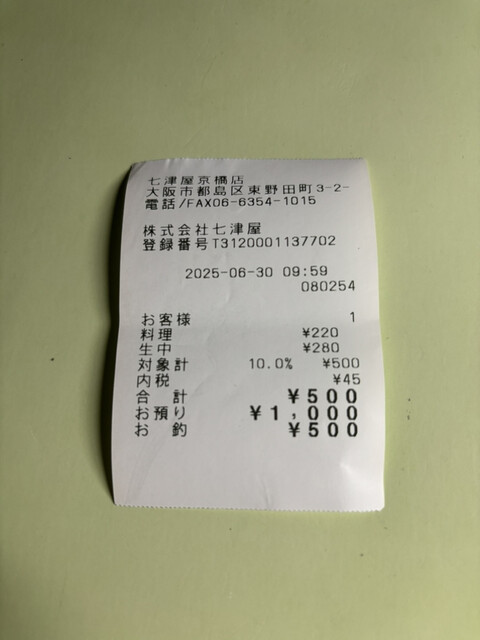 七津屋京橋店
大阪市都島区東野田町3-2-
電話/FAX06-6354-1015
株式会社七津屋
登録番号T3120001137702
2025-06-30 09:59
080254
お客様 1
料理 ¥220
生中 ¥280
対象計 10.0% ¥500
内税 ¥45
合 計 ¥500
お預り ¥1,000
お 釣 ¥500